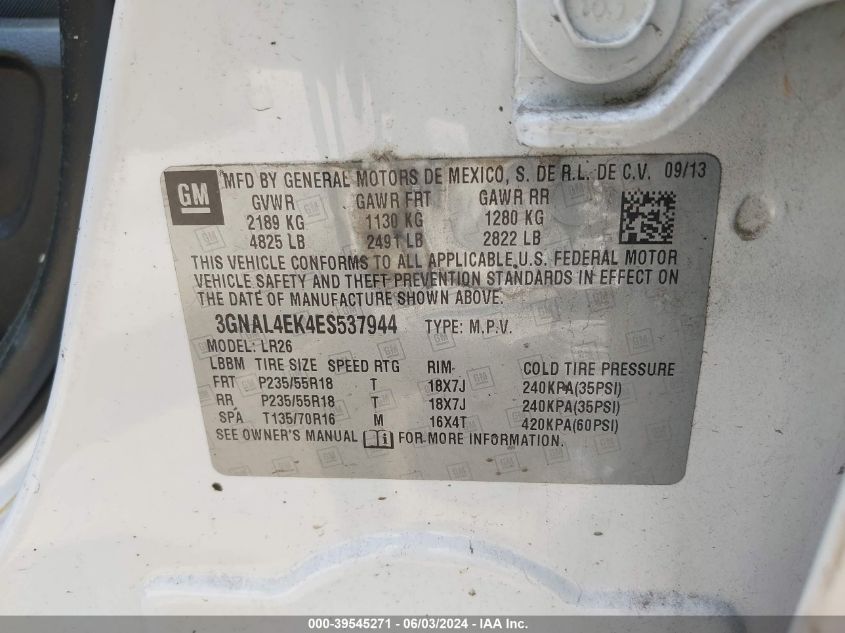 GM MFD BY GENERAL MOTORS DE MEXICO, S. DE R.L. DE C.V. 09/13
GVWR GAWR FRT GAWR RR
2189 KG 1130 KG 1280 KG
4825 LB 2491 LB 2822 LB
THIS VEHICLE CONFORMS TO ALL APPLICABLE U.S. FEDERAL MOTOR
VEHICLE SAFETY AND THEFT PREVENTION STANDARDS IN EFFECT ON
THE DATE OF MANUFACTURE SHOWN ABOVE.
3GNAL4EK4ES537944 TYPE: M.P.V.
MODEL: LR26
LBBM TIRE SIZE SPEED RTG RIM COLD TIRE PRESSURE
FRT P235/55R18 T 18X7J 240KPA(35PSI)
RR P235/55R18 T 18X7J 240KPA(35PSI)
SPA T135/70R16 M 16X4T 420KPA(60PSI)
SEE OWNER'S MANUAL FOR MORE INFORMATION.
000-39545271 - 06/03/2024 - IAA Inc.